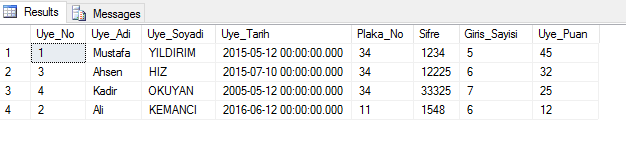 Results Messages
Uye_No Uye_Adi Uye_Soyadi Uye_Tarih Plaka_No Sifre Giris_Sayisi Uye_Puan
1 1 Mustafa YILDIRIM 2015-05-12 00:00:00.000 34 1234 5 45
2 3 Ahsen HIZ 2015-07-10 00:00:00.000 34 12225 6 32
3 4 Kadir OKUYAN 2005-05-12 00:00:00.000 34 33325 7 25
4 2 Ali KEMANCI 2016-06-12 00:00:00.000 11 1548 6 12